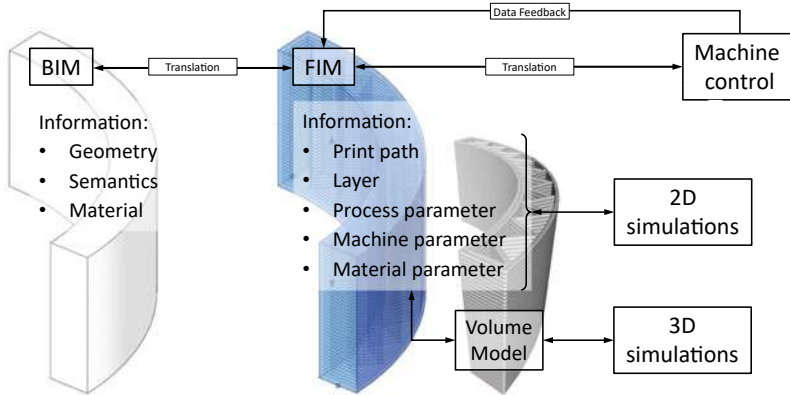 Data Feedback
BIM
Translation
FIM
Translation
Machine
control
Information:
• Geometry
• Semantics
• Material
Information:
• Print path
• Layer
• Process parameter
• Machine parameter
• Material parameter
2D
simulations
Volume
Model
3D
simulations